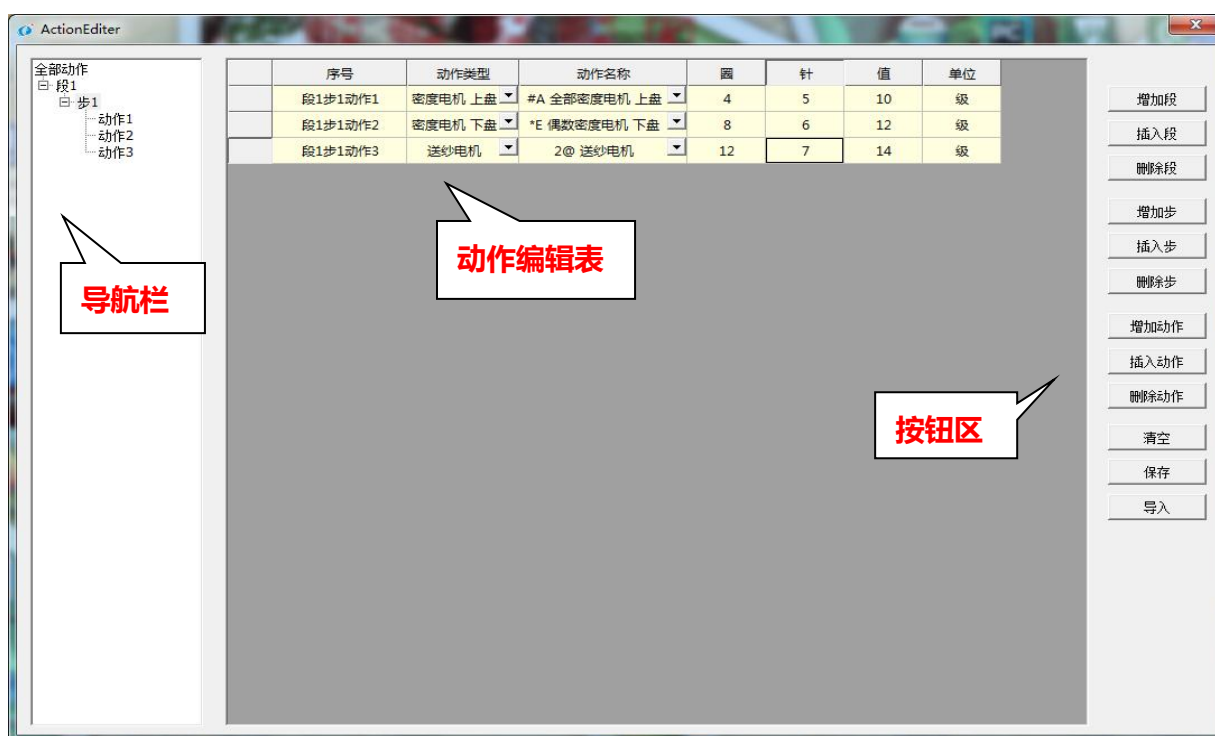 ActionEditer
全部动作
段1
步1
动作1
动作2
动作3
导航栏
序号 动作类型 动作名称 圈 针 值 单位
段1步1动作1 密度电机 上盘 #A 全部密度电机 上盘 4 5 10 级
段1步1动作2 密度电机 下盘 *E 偶数密度电机 下盘 8 6 12 级
段1步1动作3 送纱电机 2@ 送纱电机 12 7 14 级
动作编辑表
按钮区
增加段
插入段
删除段
增加步
插入步
删除步
增加动作
插入动作
删除动作
清空
保存
导入